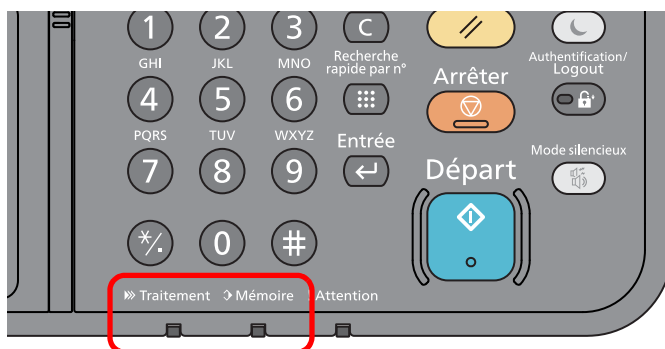 1 2 3 C
GHI JKL MNO Recherche rapide par n°
4 5 6
Arrêter
Authentification/
Logout
PQRS TUV WXYZ Entrée
7 8 9
Départ
Mode silencieux
*/. 0 #
Traitement Mémoire Attention